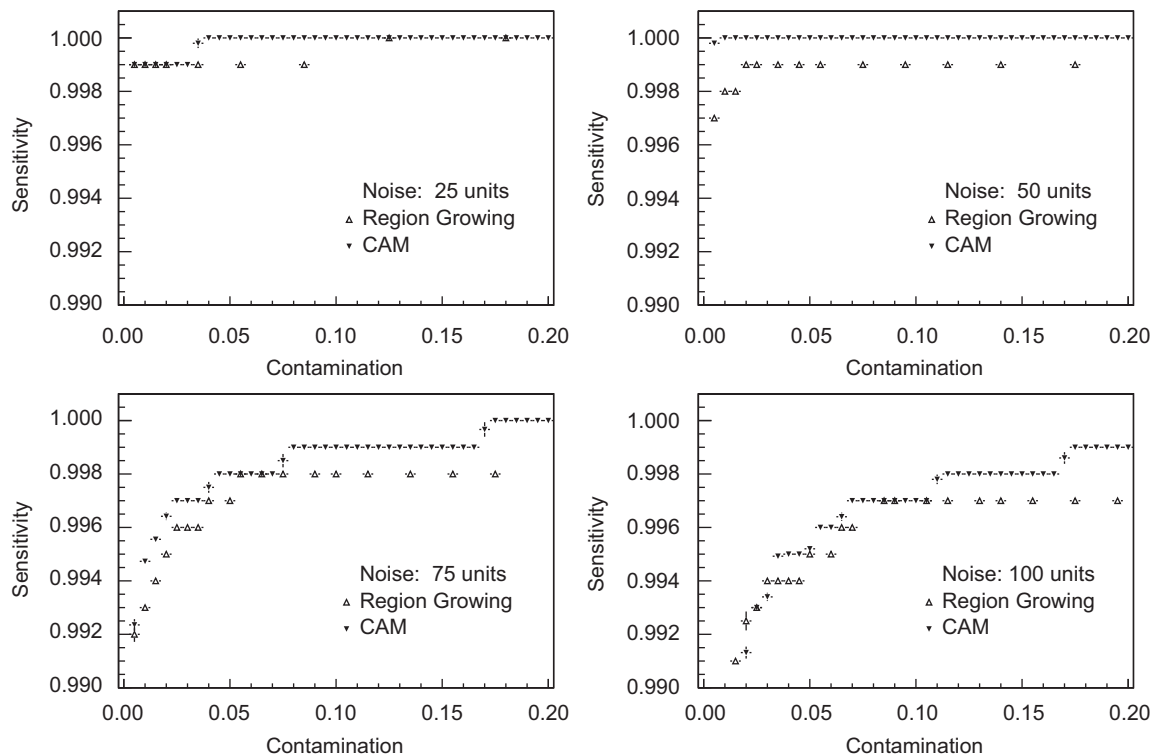 1.000
0.998
0.996
0.994
0.992
0.990
Sensitivity
Noise: 25 units
Region Growing
CAM
0.00 0.05 0.10 0.15 0.20
Contamination
1.000
0.998
0.996
0.994
0.992
0.990
Sensitivity
Noise: 50 units
Region Growing
CAM
0.00 0.05 0.10 0.15 0.20
Contamination
1.000
0.998
0.996
0.994
0.992
0.990
Sensitivity
Noise: 75 units
Region Growing
CAM
0.00 0.05 0.10 0.15 0.20
Contamination
1.000
0.998
0.996
0.994
0.992
0.990
Sensitivity
Noise: 100 units
Region Growing
CAM
0.00 0.05 0.10 0.15 0.20
Contamination